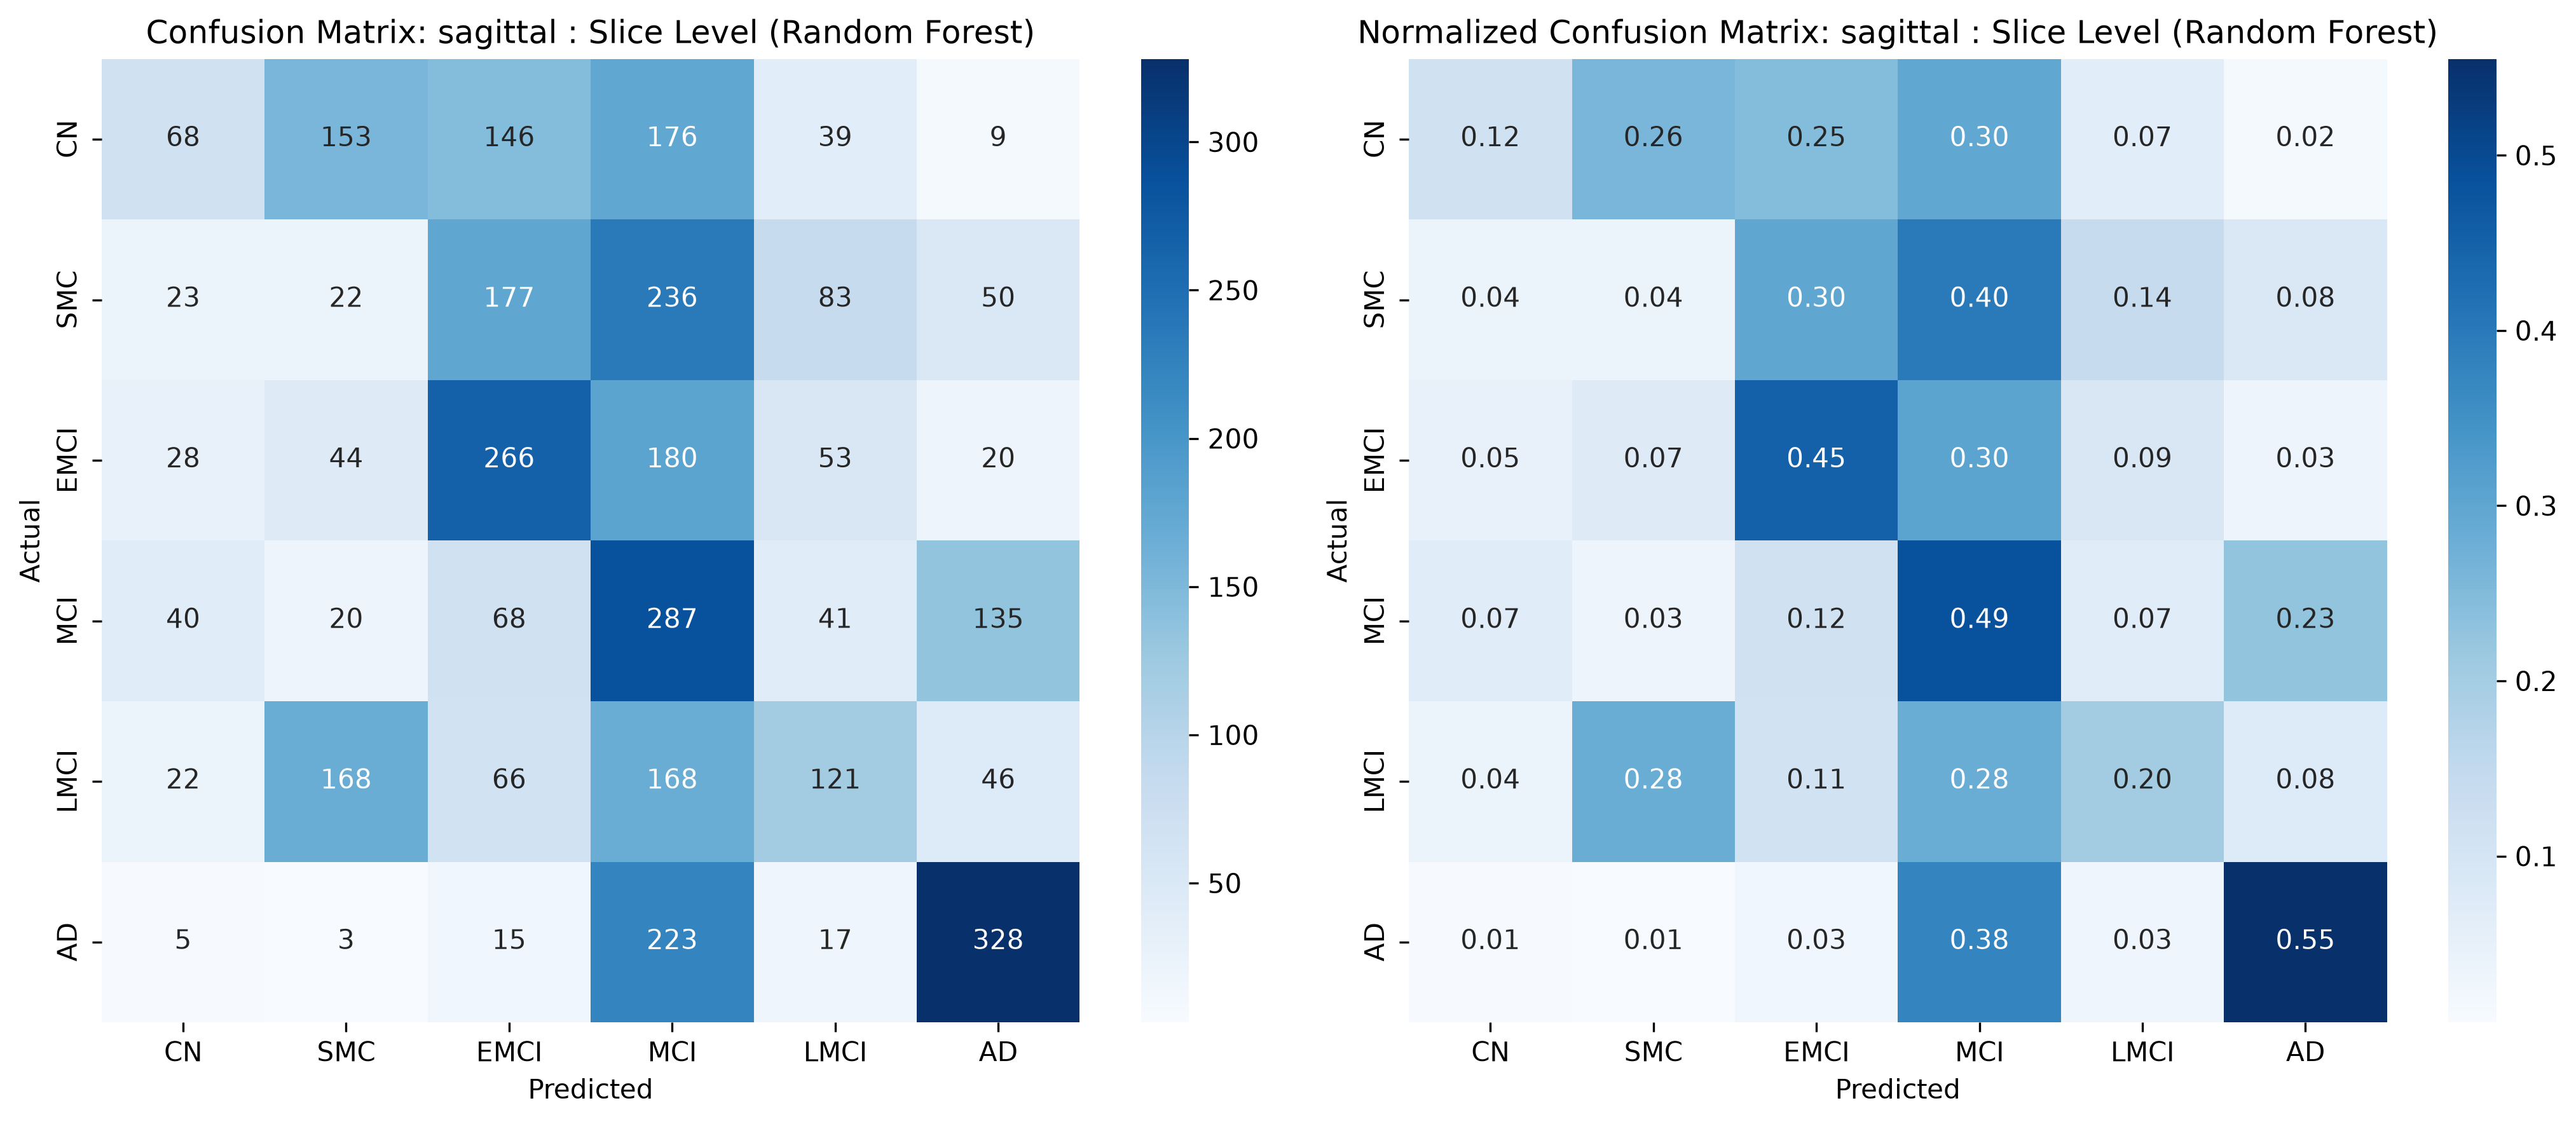 Confusion Matrix: sagittal : Slice Level (Random Forest)
CN 68 153 146 176 39 9
SMC 23 22 177 236 83 50
EMCI 28 44 266 180 53 20
MCI 40 20 68 287 41 135
LMCI 22 168 66 168 121 46
AD 5 3 15 223 17 328
CN SMC EMCI MCI LMCI AD
Predicted
Actual
300
250
200
150
100
50
Normalized Confusion Matrix: sagittal : Slice Level (Random Forest)
CN 0.12 0.26 0.25 0.30 0.07 0.02
SMC 0.04 0.04 0.30 0.40 0.14 0.08
EMCI 0.05 0.07 0.45 0.30 0.09 0.03
MCI 0.07 0.03 0.12 0.49 0.07 0.23
LMCI 0.04 0.28 0.11 0.28 0.20 0.08
AD 0.01 0.01 0.03 0.38 0.03 0.55
CN SMC EMCI MCI LMCI AD
Predicted
Actual
0.5
0.4
0.3
0.2
0.1